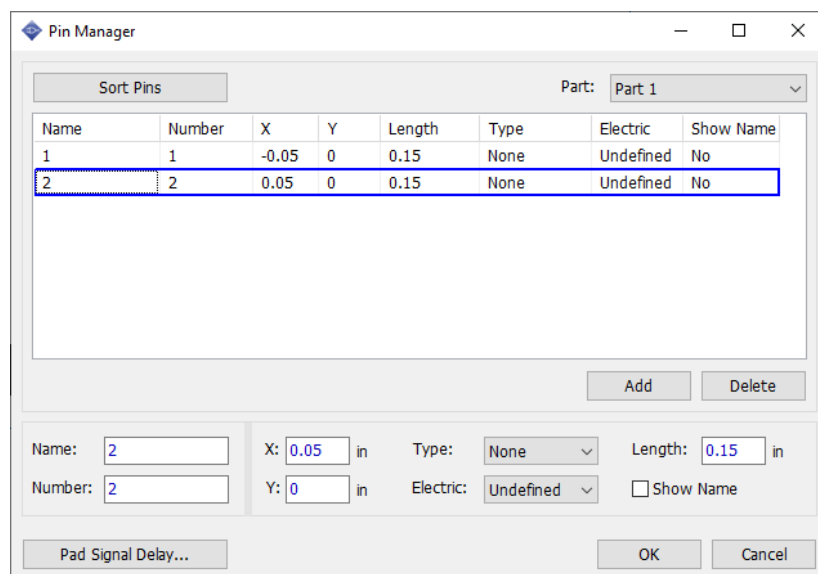 Pin Manager
Sort Pins Part: Part 1
Name Number X Y Length Type Electric Show Name
1 1 -0.05 0 0.15 None Undefined No
2 2 0.05 0 0.15 None Undefined No
Add Delete
Name: 2 X: 0.05 in Type: None Length: 0.15 in
Number: 2 Y: 0 in Electric: Undefined Show Name
Pad Signal Delay... OK Cancel